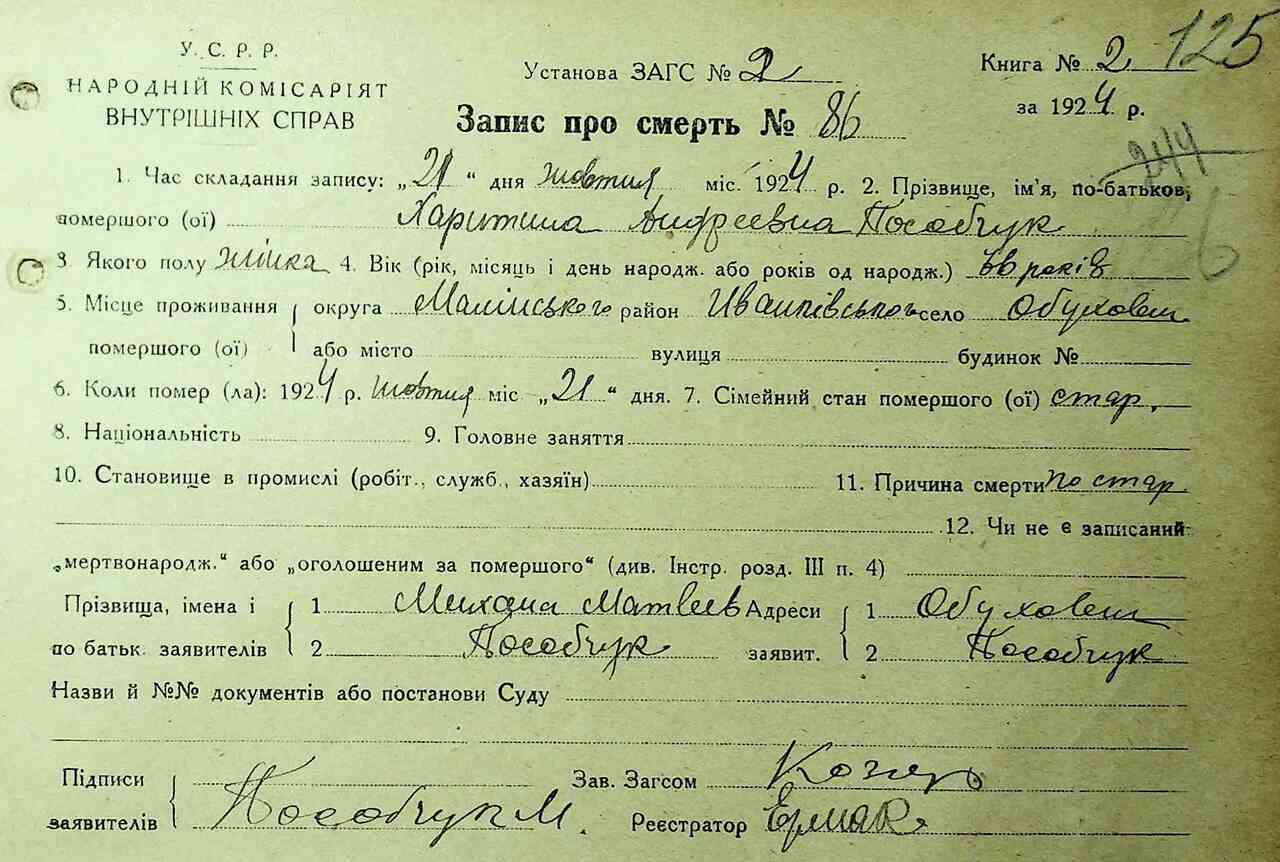 У. С. Р. Р.
НАРОДНІЙ КОМІСАРІЯТ
ВНУТРІШНІХ СПРАВ
Установа ЗАГС № 2
Книга № 2 125
за 1924 р.
Запис про смерть № 86
244
1. Час складання запису: „21“ дня жовтня міс. 1924 р. 2. Прізвище, ім'я, по-батьков,
помершого (ої) Харитина Андреевна Пособчук
3 Якого полу жінка 4. Вік (рік, місяць і день народж. або років од народж.) 66 років
5. Місце проживання округа Малинського район Иванківського село Обуховеч
помершого (ої) або місто вулиця будинок №
6. Коли помер (ла): 1924 р. жовтня міс „21“ дня. 7. Сімейний стан помершого (ої) стар.
8. Національність 9. Головне заняття
10. Становище в промислі (робіт., служб., хазяїн) 11. Причина смерти по стар.
12. Чи не є записаний
„мертвонародж.“ або „оголошеним за помершого“ (див. Інстр. розд. III п. 4)
Прізвища, імена і 1 Михаил Матвеев Адреси 1 Обуховеч
по батьк. заявителів 2 Пособчук заявит. 2 Пособчук
Назви й №№ документів або постанови Суду
Підписи Зав. Загсом
заявителів Пособчук М. Реєстратор Ермак